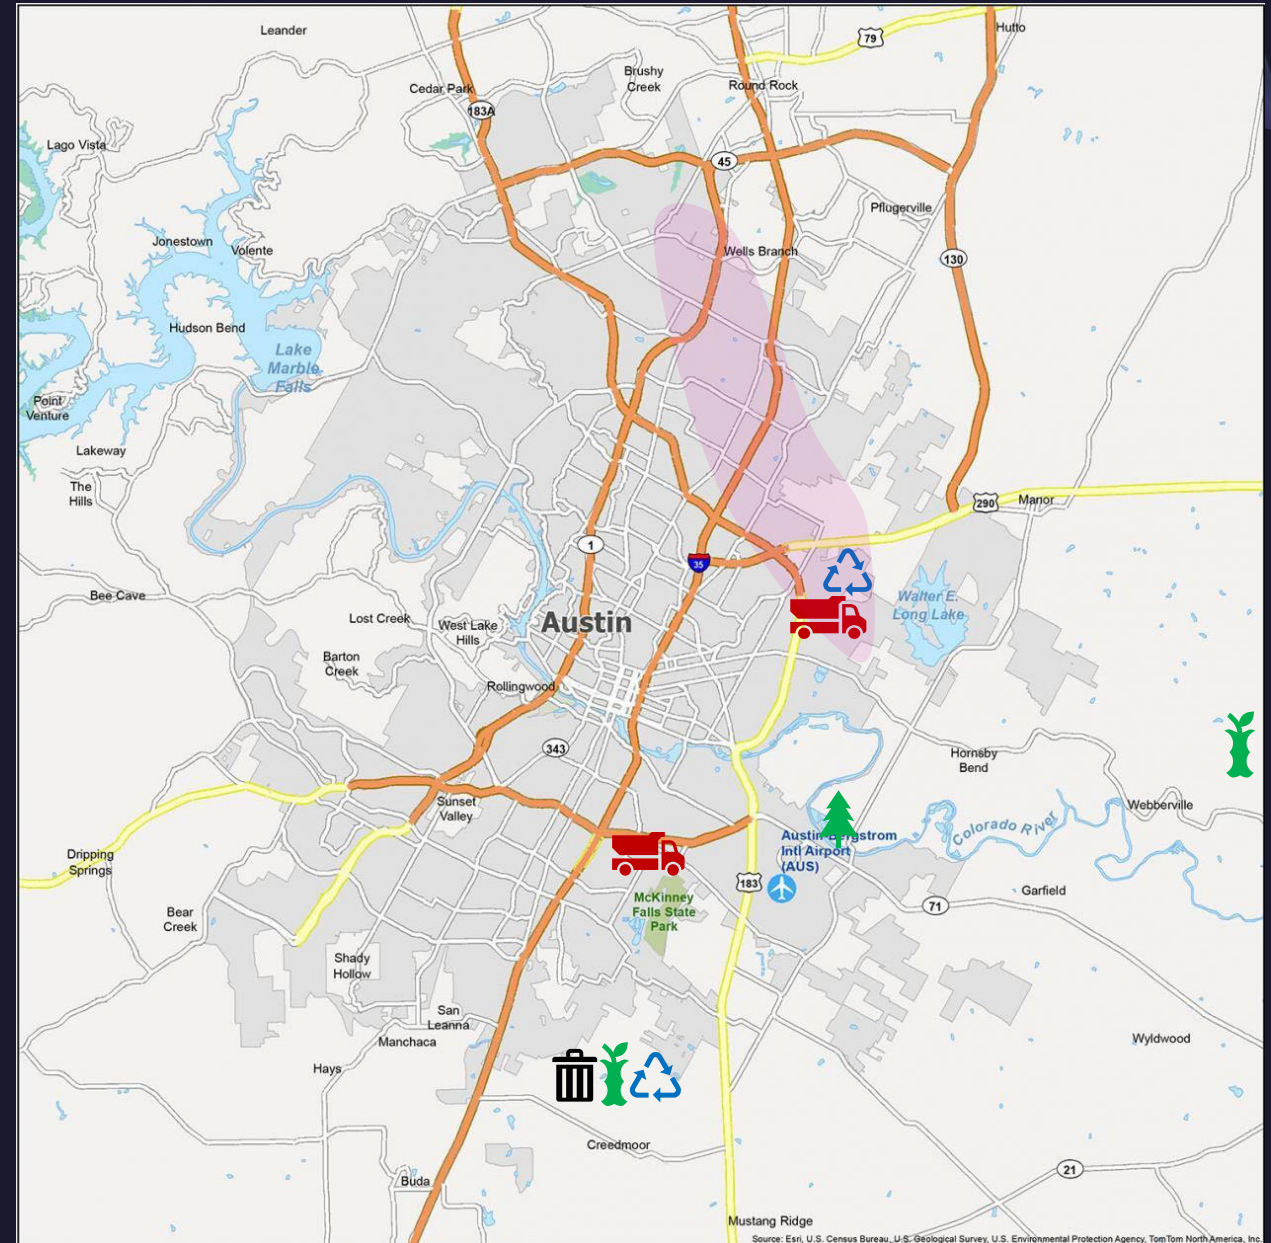 Leander
Hutto
79
Brushy
Creek
Cedar Park
Round Rock
183A
Lago Vista
45
Pflugerville
Jonestown
Volente
Wells Branch
130
Hudson Bend
Lake
Marble
Falls
Point
Venture
Lakeway
The
Hills
290
Manor
1
35
Bee Cave
Walter E.
Long Lake
Lost Creek
West Lake
Hills
Austin
Barton
Creek
Rollingwood
343
Hornsby
Bend
Sunset
Valley
Webberville
Colorado River
Austin-Bergstrom
Intl Airport
(AUS)
Dripping
Springs
183
McKinney
Falls State
Park
Garfield
71
Bear
Creek
Shady
Hollow
San
Leanna
Manchaca
Wyldwood
Hays
Creedmoor
21
Buda
Mustang Ridge
Source: Esri, U.S. Census Bureau, U.S. Geological Survey, U.S. Environmental Protection Agency, TomTom North America, Inc.